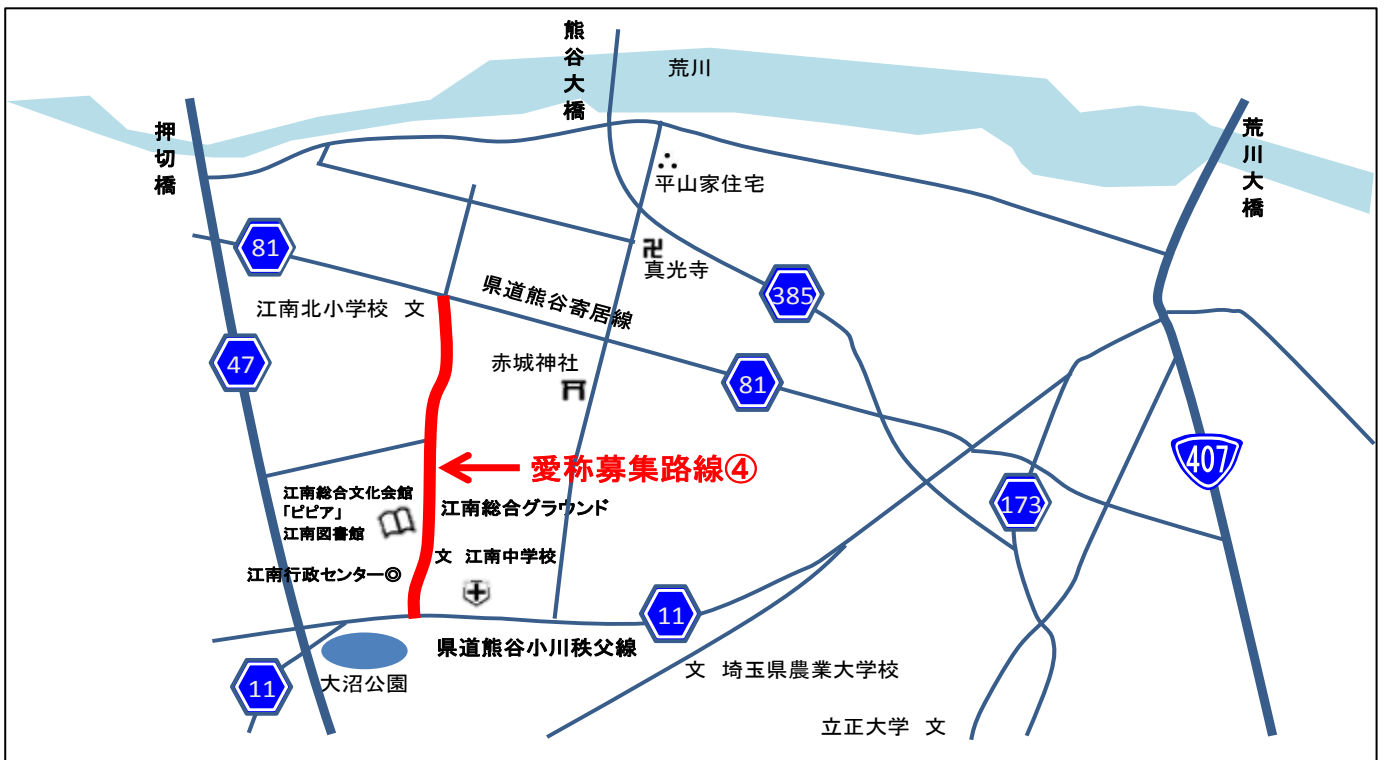 熊谷大橋
荒川
押切橋
荒川大橋
平山家住宅
81
卍
真光寺
385
県道熊谷寄居線
江南北小学校 文
47
赤城神社
81
愛称募集路線④
407
江南総合文化会館
「ピピア」
江南図書館
江南総合グラウンド
173
文 江南中学校
江南行政センター◎
11
県道熊谷小川秩父線
文 埼玉県農業大学校
11
大沼公園
立正大学 文